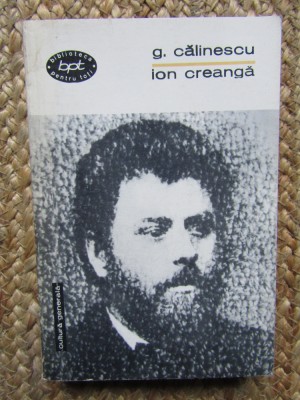 biblioteca
bpt
pentru toți
g. călinescu
ion creangă
cultură generală